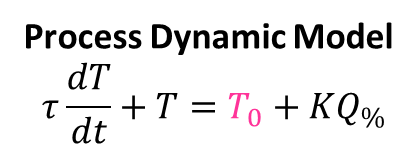 Process Dynamic Model
τ dT/dt + T = T₀ + KQ%